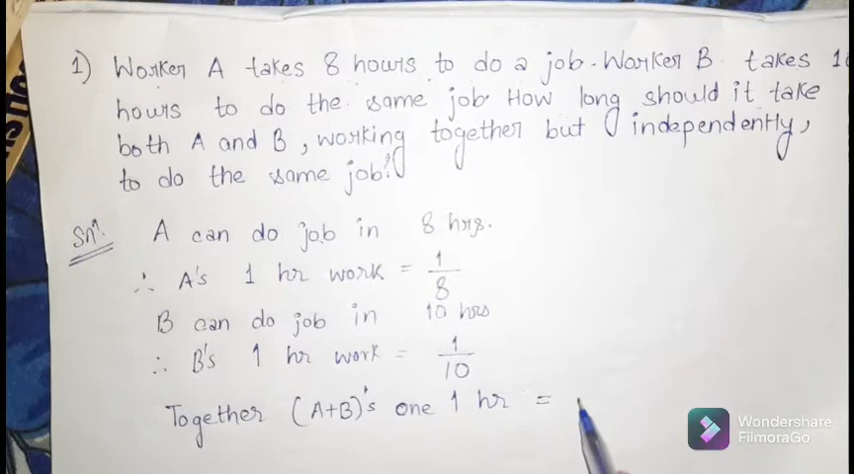 1) Worker A takes 8 hours to do a job. Worker B takes 10
hours to do the same job. How long should it take
both A and B, working together but independently,
to do the same job?
Solⁿ. A can do job in 8 hrs.
∴ A's 1 hr work = 1/8
B can do job in 10 hrs
∴ B's 1 hr work = 1/10
Together (A+B)'s one 1 hr =
Wondershare
FilmoraGo